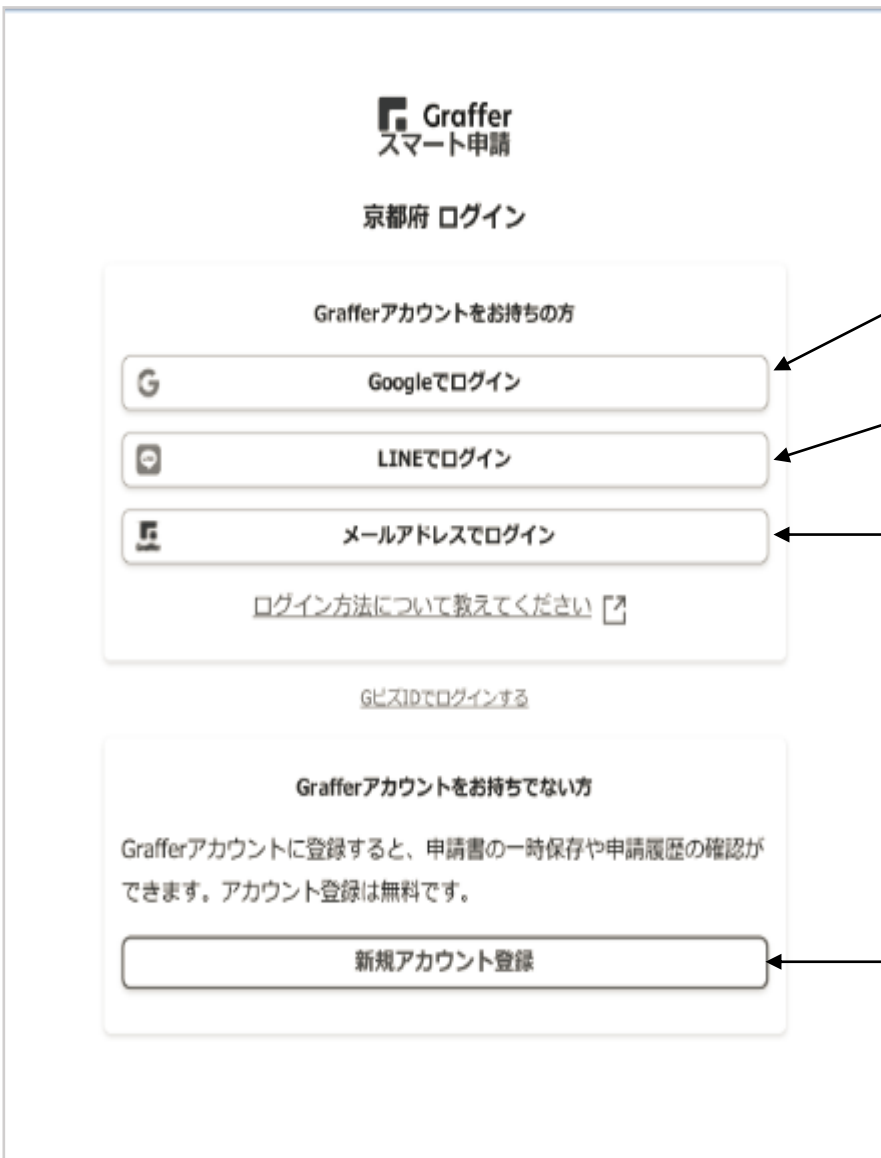 Graffer
スマート申請
京都府 ログイン
Grafferアカウントをお持ちの方
Googleでログイン
LINEでログイン
メールアドレスでログイン
ログイン方法について教えてください
GビズIDでログインする
Grafferアカウントをお持ちでない方
Grafferアカウントに登録すると、申請書の一時保存や申請履歴の確認が
できます。アカウント登録は無料です。
新規アカウント登録